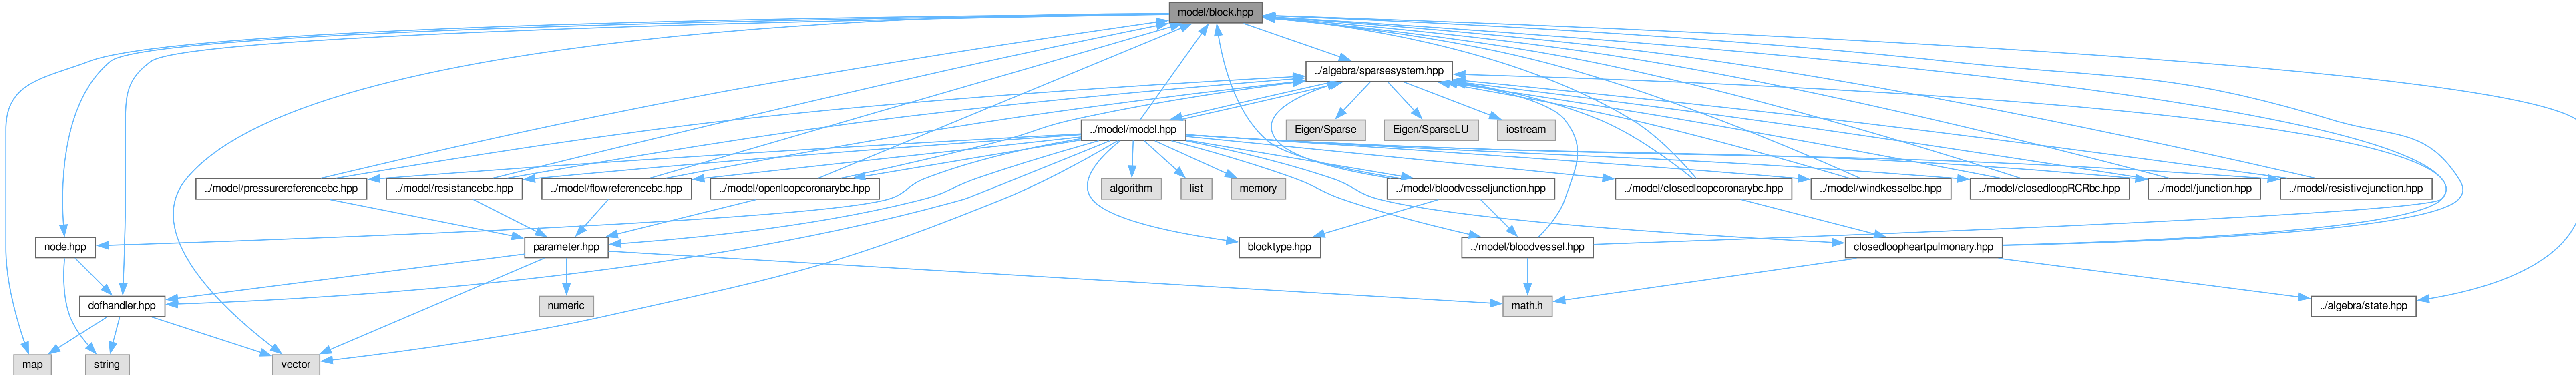 model/block.hpp
../algebra/sparsesystem.hpp
../model/model.hpp
Eigen/Sparse
Eigen/SparseLU
iostream
../model/pressurereferencebc.hpp
../model/resistancebc.hpp
../model/flowreferencebc.hpp
../model/openloopcoronarybc.hpp
algorithm
list
memory
../model/bloodvesseljunction.hpp
../model/closedloopcoronarybc.hpp
../model/windkesselbc.hpp
../model/closedloopRCRbc.hpp
../model/junction.hpp
../model/resistivejunction.hpp
node.hpp
parameter.hpp
blocktype.hpp
../model/bloodvessel.hpp
closedloopheartpulmonary.hpp
dofhandler.hpp
numeric
math.h
../algebra/state.hpp
map
string
vector